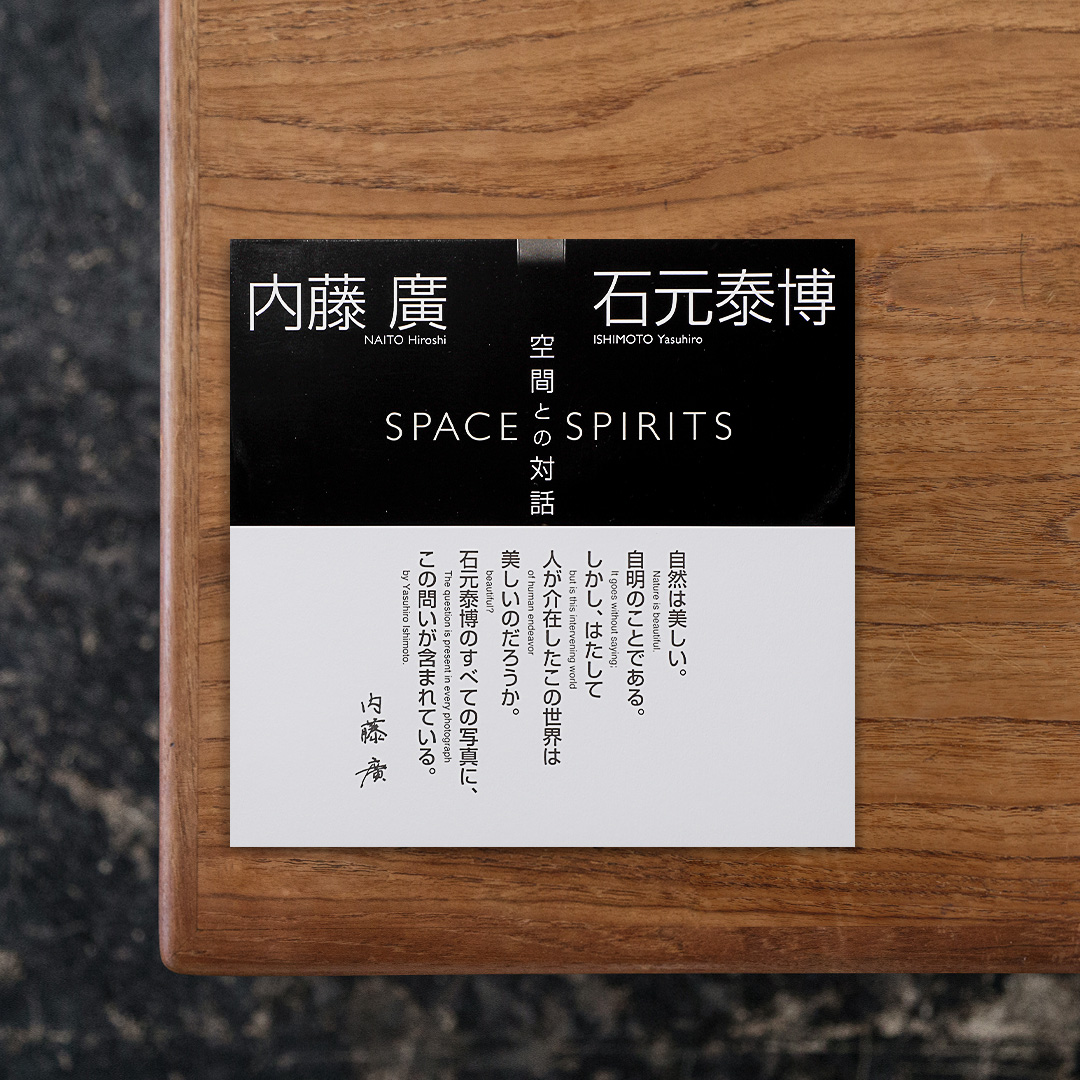 内藤 廣
NAITO Hiroshi
石元泰博
ISHIMOTO Yasuhiro
空間との対話
SPACE SPIRITS
自然は美しい。
Nature is beautiful.
自明のことである。
It goes without saying;
しかし、はたして
but is this intervening world
人が介在したこの世界は
of human endeavor
美しいのだろうか。
beautiful?
石元泰博のすべての写真に、
The question is present in every photograph
この問いが含まれている。
by Yasuhiro Ishimoto.
内藤 廣